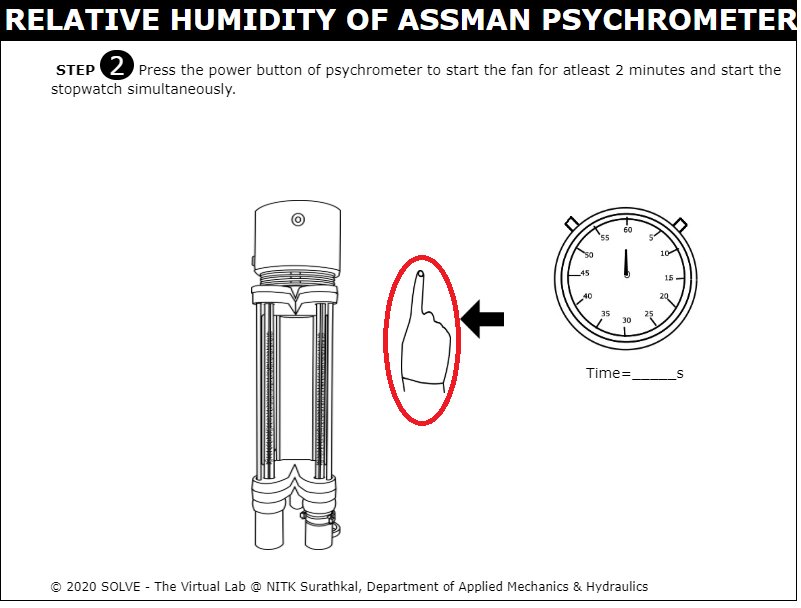 RELATIVE HUMIDITY OF ASSMAN PSYCHROMETER
STEP 2 Press the power button of psychrometer to start the fan for atleast 2 minutes and start the
stopwatch simultaneously.
60
55
5
50
10
45
15
40
20
35
25
30
Time=_____s
© 2020 SOLVE - The Virtual Lab @ NITK Surathkal, Department of Applied Mechanics & Hydraulics